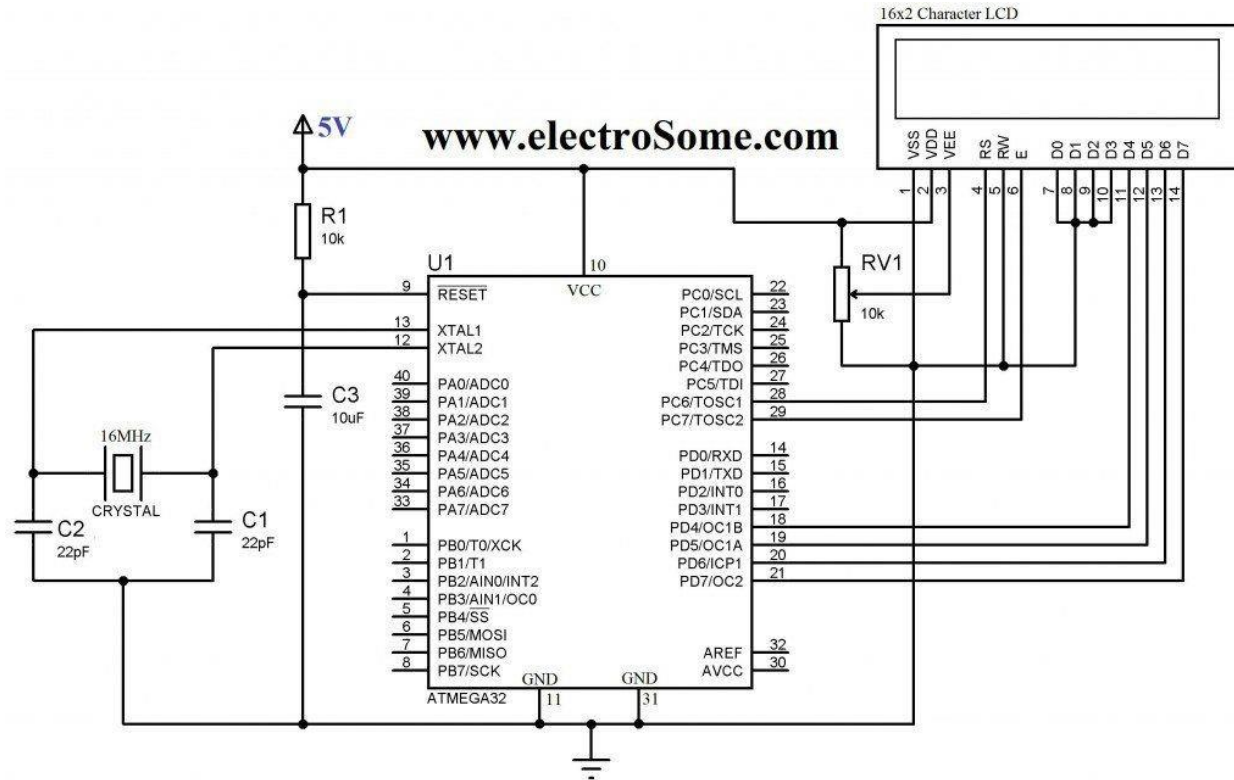 16x2 Character LCD
5V
www.electroSome.com
VSS
VDD
VEE
RS
RW
E
D0
D1
D2
D3
D4
D5
D6
D7
1
2
3
4
5
6
7
8
9
10
11
12
13
14
R1
10k
RV1
10k
U1
10
VCC
9 RESET
13 XTAL1
12 XTAL2
40 PA0/ADC0
39 PA1/ADC1
38 PA2/ADC2
37 PA3/ADC3
36 PA4/ADC4
35 PA5/ADC5
34 PA6/ADC6
33 PA7/ADC7
1 PB0/T0/XCK
2 PB1/T1
3 PB2/AIN0/INT2
4 PB3/AIN1/OC0
5 PB4/SS
6 PB5/MOSI
7 PB6/MISO
8 PB7/SCK
PC0/SCL 22
PC1/SDA 23
PC2/TCK 24
PC3/TMS 25
PC4/TDO 26
PC5/TDI 27
PC6/TOSC1 28
PC7/TOSC2 29
PD0/RXD 14
PD1/TXD 15
PD2/INT0 16
PD3/INT1 17
PD4/OC1B 18
PD5/OC1A 19
PD6/ICP1 20
PD7/OC2 21
AREF 32
AVCC 30
GND
11
GND
31
ATMEGA32
C3
10uF
16MHz
CRYSTAL
C2
22pF
C1
22pF